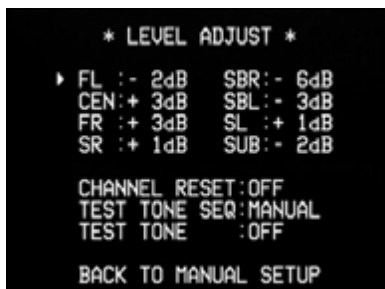 * LEVEL ADJUST *
FL :- 2dB SBR:- 6dB
CEN:+ 3dB SBL:- 3dB
FR :+ 3dB SL :+ 1dB
SR :+ 1dB SUB:- 2dB
CHANNEL RESET:OFF
TEST TONE SEQ:MANUAL
TEST TONE :OFF
BACK TO MANUAL SETUP